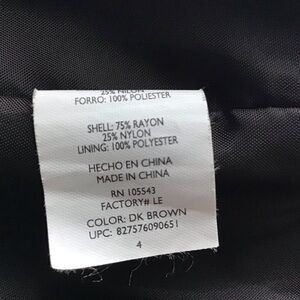 25% NILON
FORRO: 100% POLIESTER
SHELL: 75% RAYON
25% NYLON
LINING: 100% POLYESTER
HECHO EN CHINA
MADE IN CHINA
RN 105543
FACTORY# LE
COLOR: DK BROWN
UPC: 827576090651
4